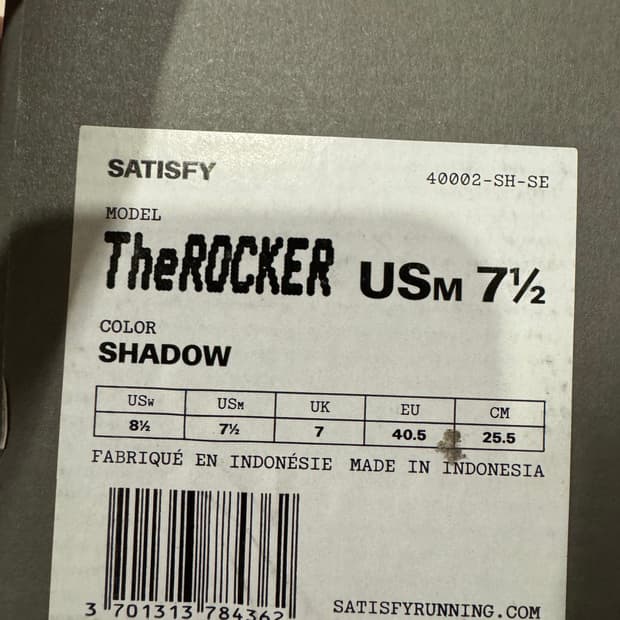 SATISFY
40002-SH-SE
MODEL
TheROCKER USM 7½
COLOR
SHADOW
USW USM UK EU CM
8½ 7½ 7 40.5 25.5
FABRIQUÉ EN INDONÉSIE MADE IN INDONESIA
3 701313 784362
SATISFYRUNNING.COM